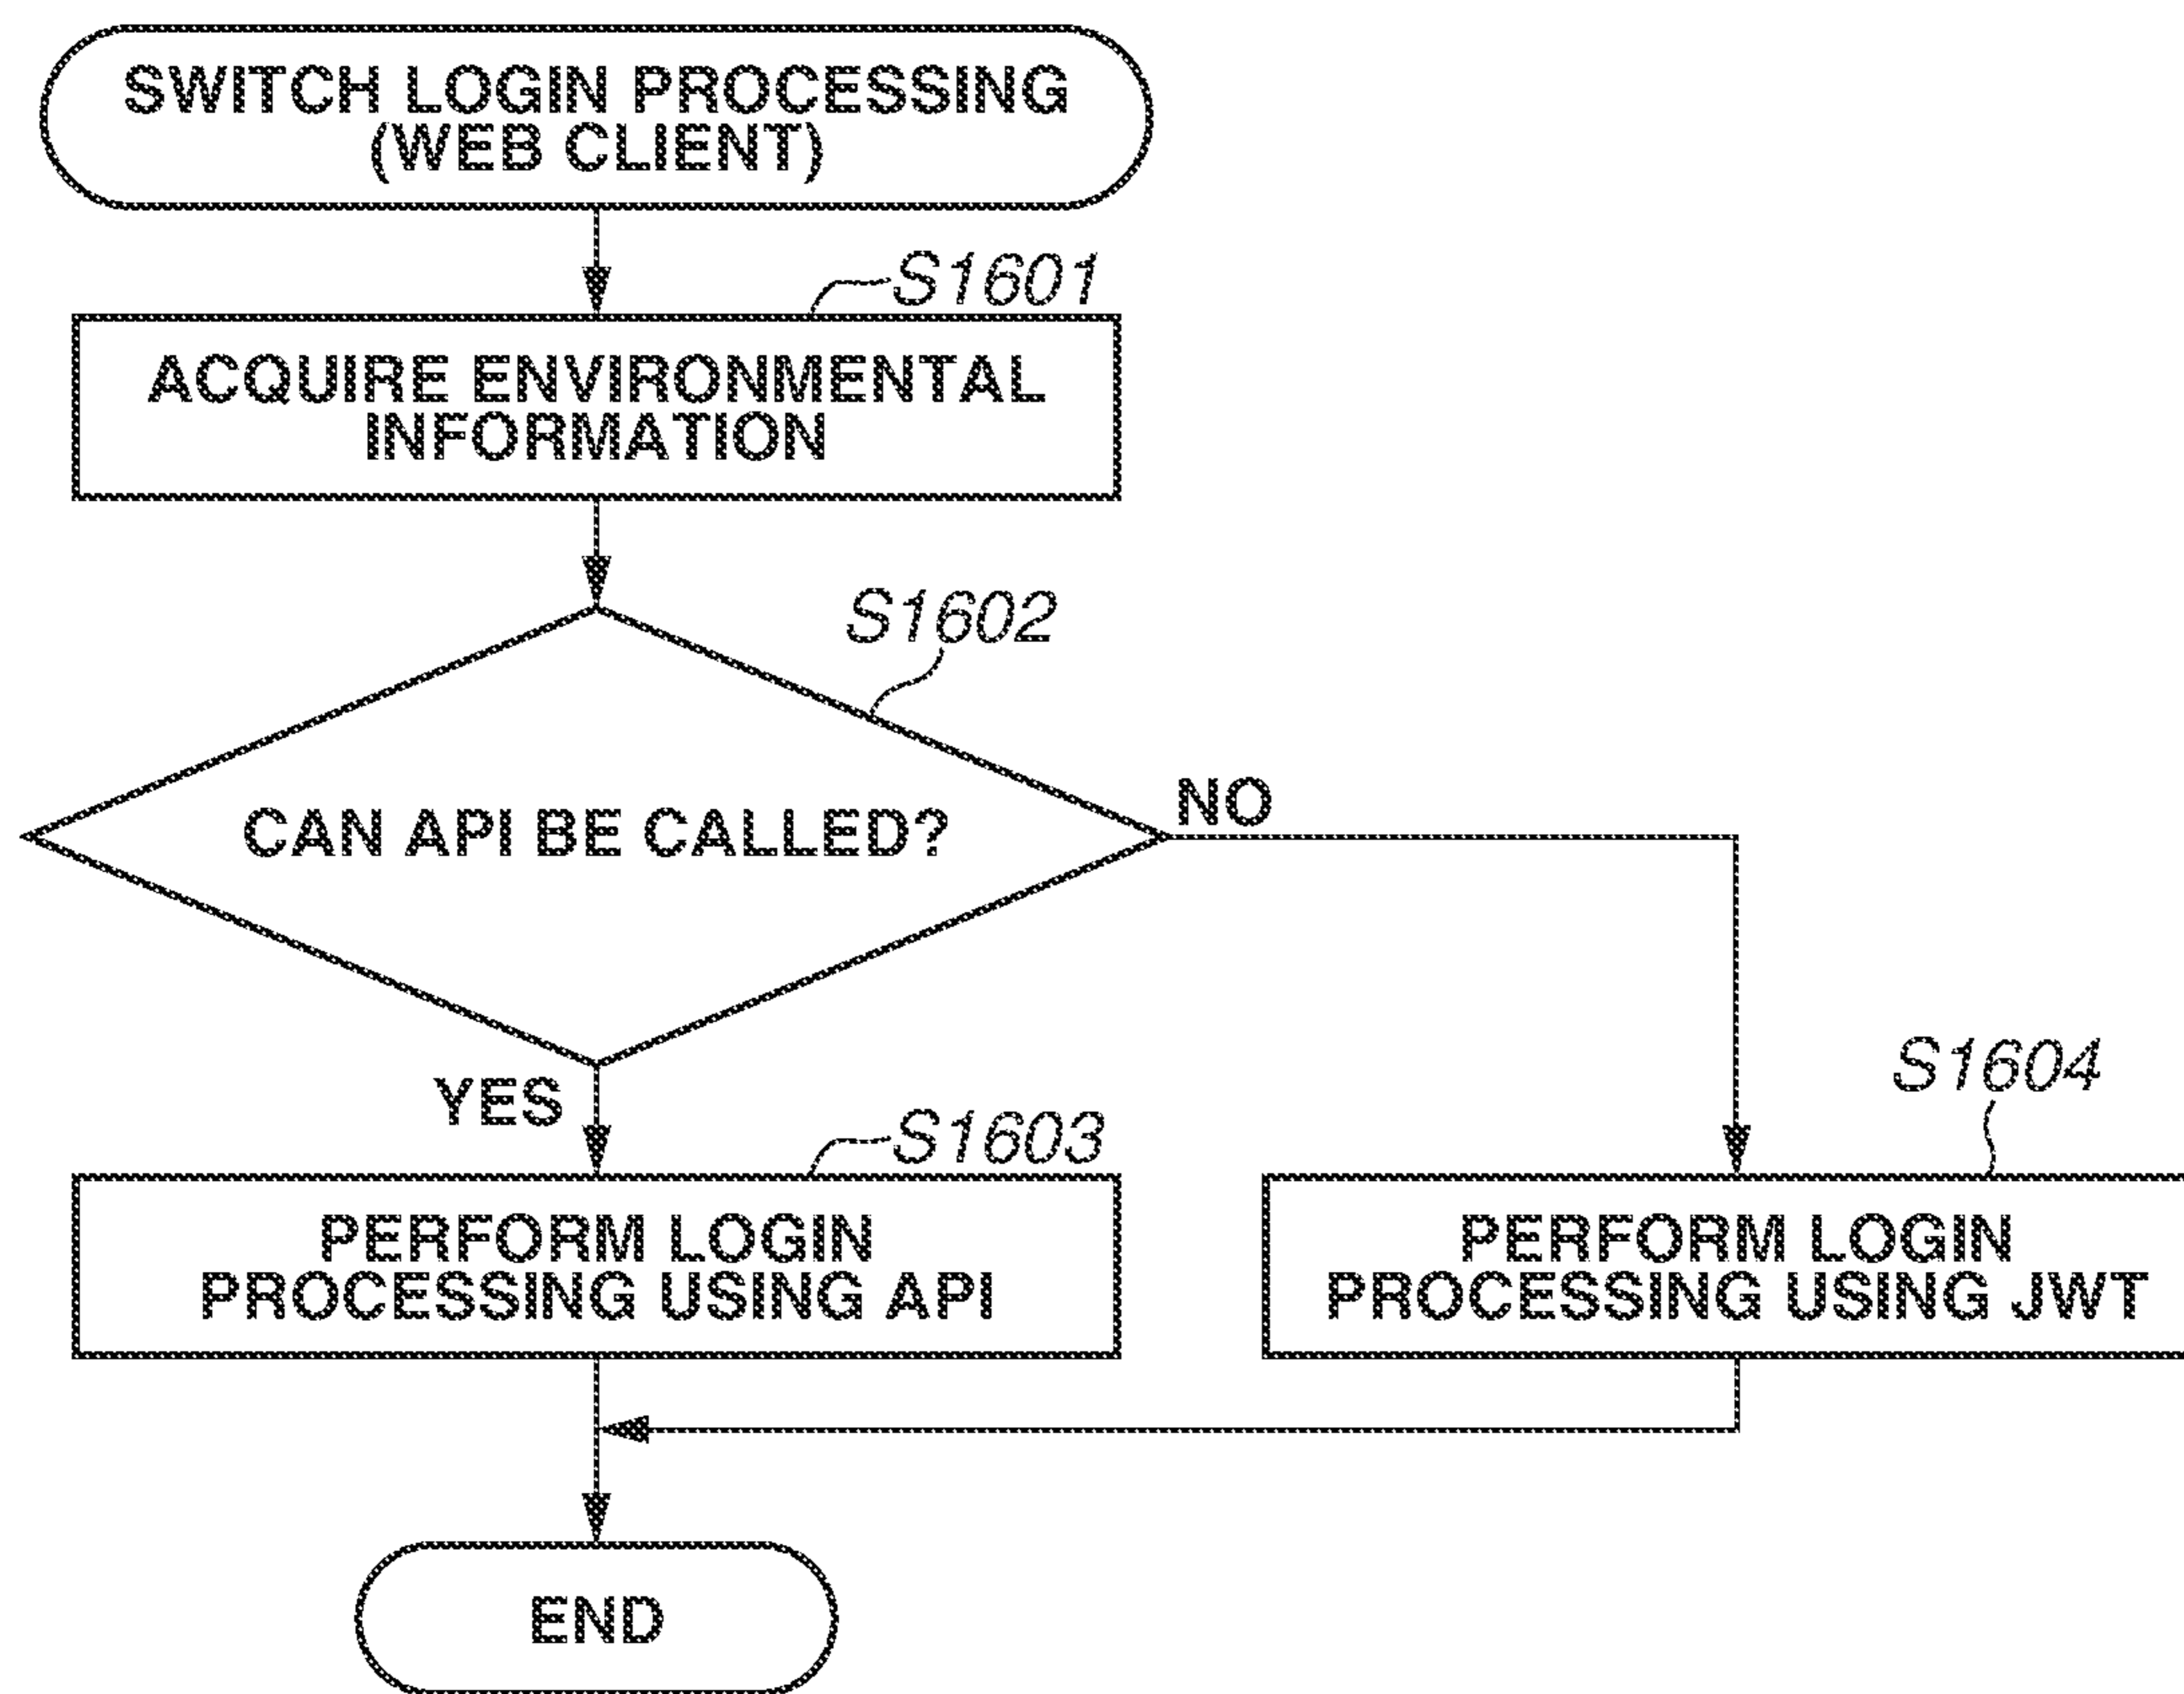 SWITCH LOGIN PROCESSING
(WEB CLIENT)
S1601
ACQUIRE ENVIRONMENTAL
INFORMATION
S1602
CAN API BE CALLED?
NO
YES
S1603
PERFORM LOGIN
PROCESSING USING API
S1604
PERFORM LOGIN
PROCESSING USING JWT
END